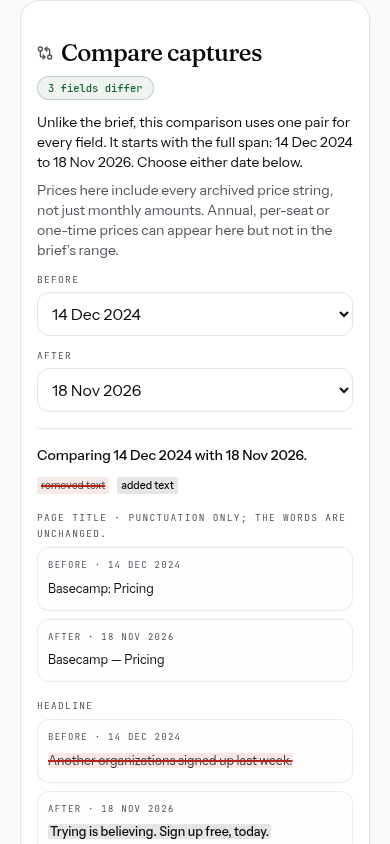 Compare captures
3 fields differ
Unlike the brief, this comparison uses one pair for
every field. It starts with the full span: 14 Dec 2024
to 18 Nov 2026. Choose either date below.
Prices here include every archived price string,
not just monthly amounts. Annual, per-seat or
one-time prices can appear here but not in the
brief's range.
BEFORE
14 Dec 2024
AFTER
18 Nov 2026
Comparing 14 Dec 2024 with 18 Nov 2026.
removed text added text
PAGE TITLE · PUNCTUATION ONLY; THE WORDS ARE
UNCHANGED.
BEFORE · 14 DEC 2024
Basecamp: Pricing
AFTER · 18 NOV 2026
Basecamp — Pricing
HEADLINE
BEFORE · 14 DEC 2024
Another organizations signed up last week.
AFTER · 18 NOV 2026
Trying is believing. Sign up free, today.